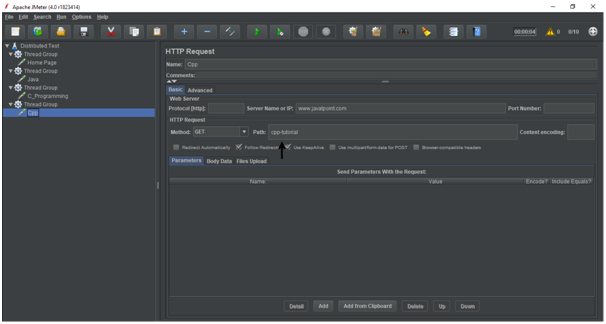 Apache JMeter (4.0 r1823414)
File Edit Search Run Options Help
00:00:04 0 0/10
Distributed Test
Thread Group
Home Page
Thread Group
Java
Thread Group
C_Programming
Thread Group
Cpp
HTTP Request
Name: Cpp
Comments:
Basic Advanced
Web Server
Protocol [http]: Server Name or IP: www.javatpoint.com Port Number:
HTTP Request
Method: GET Path: cpp-tutorial Content encoding:
Redirect Automatically Follow Redirects Use KeepAlive Use multipart/form-data for POST Browser-compatible headers
Parameters Body Data Files Upload
Send Parameters With the Request:
Name: Value Encode? Include Equals?
Detail Add Add from Clipboard Delete Up Down